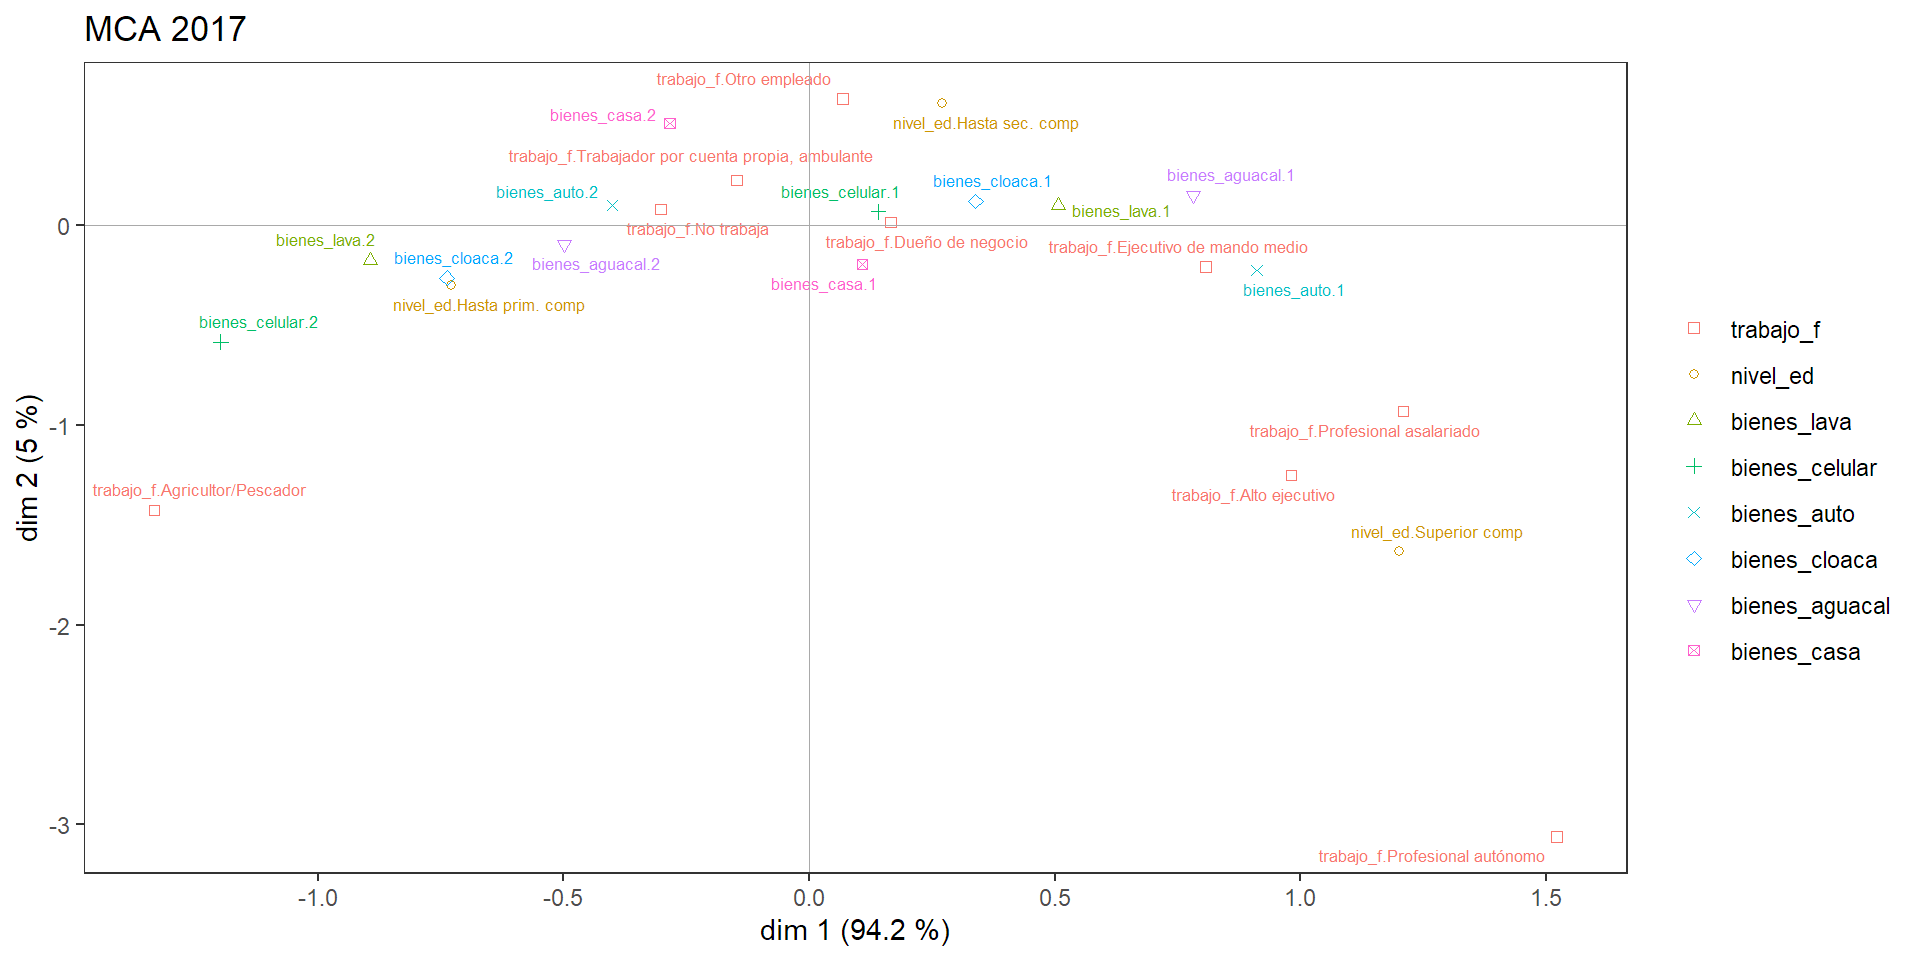 MCA 2017
trabajo_f.Otro empleado
bienes_casa.2
nivel_ed.Hasta sec. comp
trabajo_f.Trabajador por cuenta propia, ambulante
bienes_auto.2
bienes_celular.1
bienes_cloaca.1
bienes_aguacal.1
bienes_lava.1
trabajo_f.No trabaja
bienes_lava.2
trabajo_f.Dueño de negocio
trabajo_f.Ejecutivo de mando medio
bienes_cloaca.2
bienes_aguacal.2
bienes_casa.1
bienes_auto.1
nivel_ed.Hasta prim. comp
bienes_celular.2
trabajo_f.Profesional asalariado
trabajo_f.Agricultor/Pescador
trabajo_f.Alto ejecutivo
nivel_ed.Superior comp
trabajo_f.Profesional autónomo
0
-1
-2
-3
dim 2 (5 %)
-1.0
-0.5
0.0
0.5
1.0
1.5
dim 1 (94.2 %)
trabajo_f
nivel_ed
bienes_lava
bienes_celular
bienes_auto
bienes_cloaca
bienes_aguacal
bienes_casa